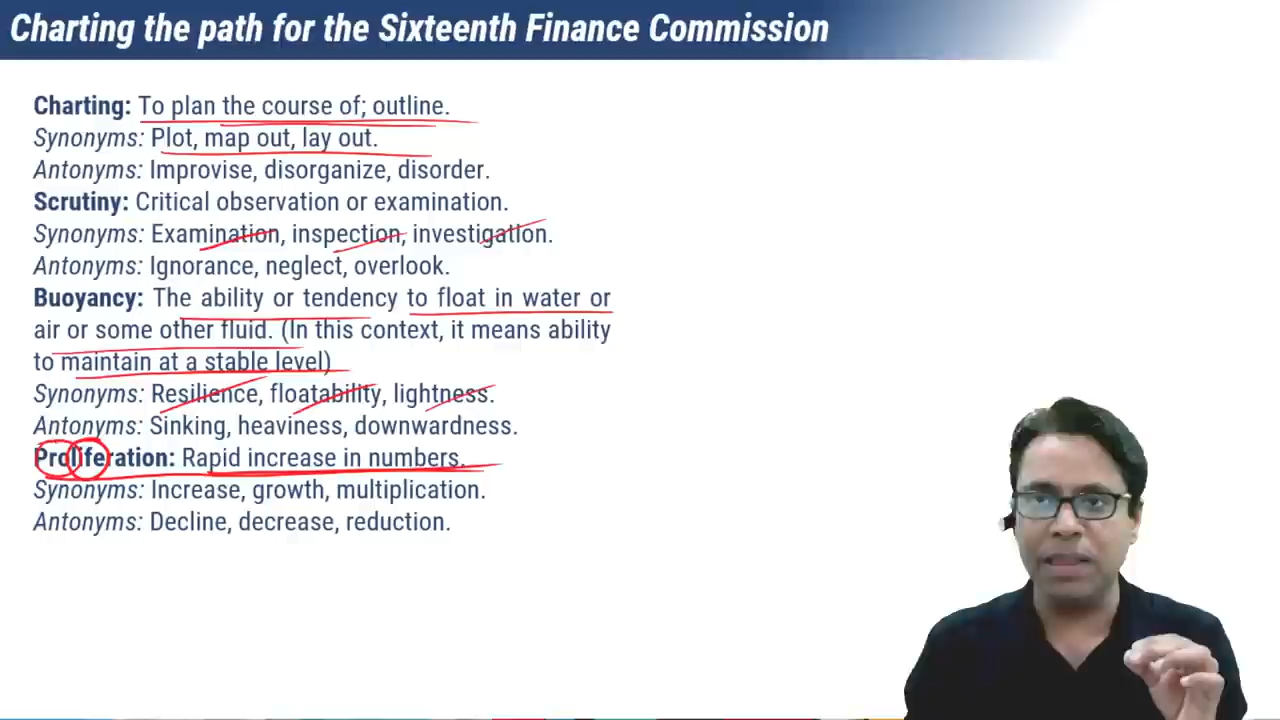 Charting the path for the Sixteenth Finance Commission
Charting: To plan the course of; outline.
Synonyms: Plot, map out, lay out.
Antonyms: Improvise, disorganize, disorder.
Scrutiny: Critical observation or examination.
Synonyms: Examination, inspection, investigation.
Antonyms: Ignorance, neglect, overlook.
Buoyancy: The ability or tendency to float in water or
air or some other fluid. (In this context, it means ability
to maintain at a stable level)
Synonyms: Resilience, floatability, lightness.
Antonyms: Sinking, heaviness, downwardness.
Proliferation: Rapid increase in numbers.
Synonyms: Increase, growth, multiplication.
Antonyms: Decline, decrease, reduction.